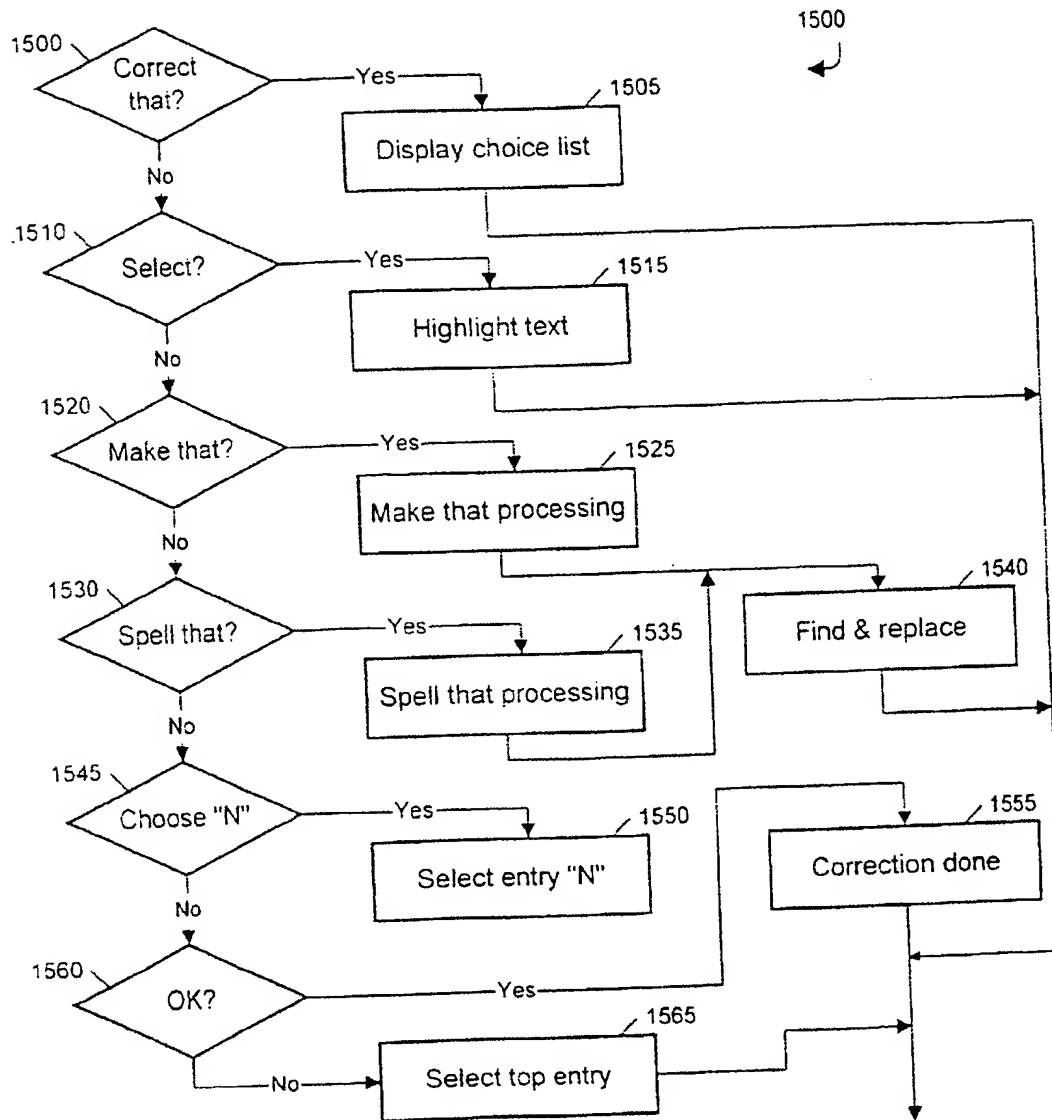 1500
1500
Correct
that?
Yes
1505
Display choice list
No
1510
Select?
Yes
1515
Highlight text
No
1520
Make that?
Yes
1525
Make that processing
No
1530
Spell that?
Yes
1535
Spell that processing
1540
Find & replace
No
1545
Choose "N"
Yes
1550
Select entry "N"
1555
Correction done
No
1560
OK?
Yes
1565
No
Select top entry